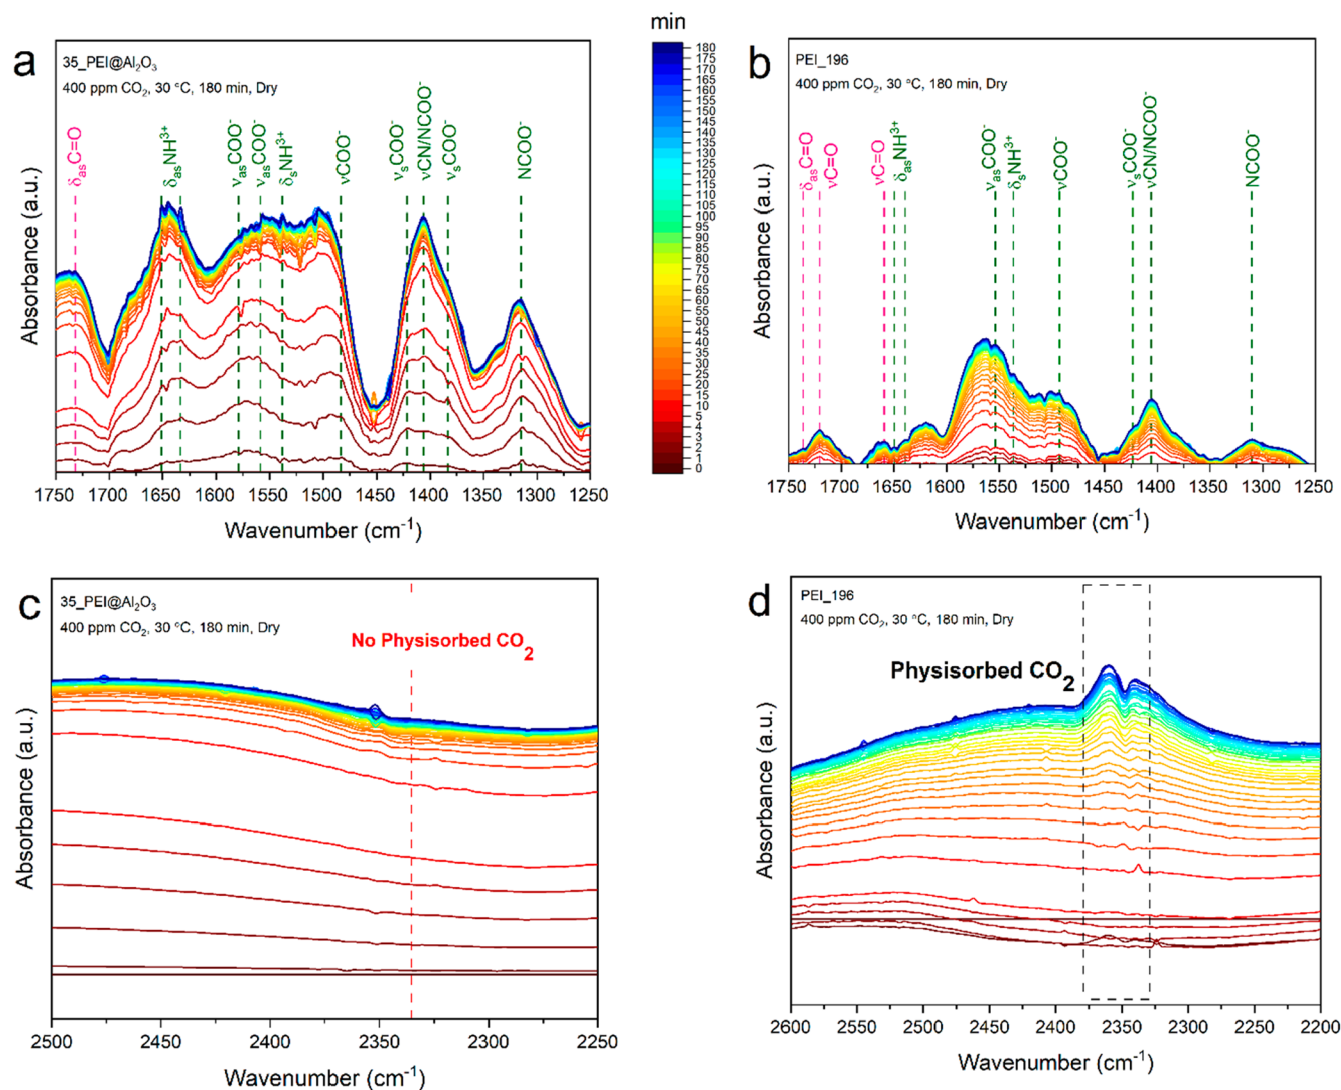 a
35_PEI@Al₂O₃
400 ppm CO₂, 30 °C, 180 min, Dry
δₐₛC=O
δₐₛNH³⁺
νₐₛCOO⁻
νₐₛCOO⁻
δₛNH³⁺
νCOO⁻
νₛCOO⁻
νCN/NCOO⁻
νₛCOO⁻
NCOO⁻
Absorbance (a.u.)
1750 1700 1650 1600 1550 1500 1450 1400 1350 1300 1250
Wavenumber (cm⁻¹)
min
180
175
165
160
155
150
145
140
135
130
125
120
115
110
105
100
95
90
85
80
75
70
65
60
55
50
45
40
35
30
25
20
15
10
5
4
3
2
1
0
b
PEI_196
400 ppm CO₂, 30 °C, 180 min, Dry
δₐₛC=O
νC=O
νC=O
δₐₛNH³⁺
νₐₛCOO⁻
δₛNH³⁺
νCOO⁻
νₛCOO⁻
νCN/NCOO⁻
NCOO⁻
Absorbance (a.u.)
1750 1700 1650 1600 1550 1500 1450 1400 1350 1300 1250
Wavenumber (cm⁻¹)
c
35_PEI@Al₂O₃
400 ppm CO₂, 30 °C, 180 min, Dry
No Physisorbed CO₂
Absorbance (a.u.)
2500 2450 2400 2350 2300 2250
Wavenumber (cm⁻¹)
d
PEI_196
400 ppm CO₂, 30 °C, 180 min, Dry
Physisorbed CO₂
Absorbance (a.u.)
2600 2550 2500 2450 2400 2350 2300 2250 2200
Wavenumber (cm⁻¹)